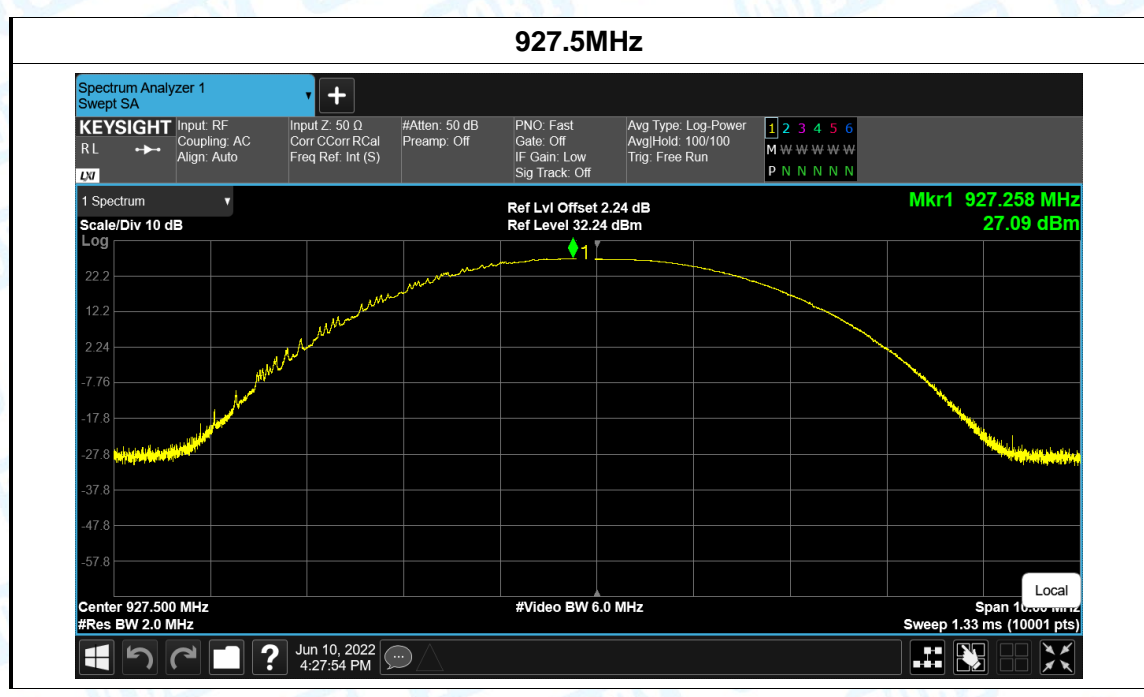 927.5MHz
Spectrum Analyzer 1
Swept SA
KEYSIGHT
R L
LXI
Input: RF
Coupling: AC
Align: Auto
Input Z: 50 Ω
Corr CCorr RCal
Freq Ref: Int (S)
#Atten: 50 dB
Preamp: Off
PNO: Fast
Gate: Off
IF Gain: Low
Sig Track: Off
Avg Type: Log-Power
Avg|Hold: 100/100
Trig: Free Run
1 2 3 4 5 6
M W W W W W
P N N N N N
1 Spectrum
Scale/Div 10 dB
Log
Ref Lvl Offset 2.24 dB
Ref Level 32.24 dBm
Mkr1 927.258 MHz
27.09 dBm
1
22.2
12.2
2.24
-7.76
-17.8
-27.8
-37.8
-47.8
-57.8
Local
Center 927.500 MHz
#Res BW 2.0 MHz
#Video BW 6.0 MHz
Span 10.00 MHz
Sweep 1.33 ms (10001 pts)
?
Jun 10, 2022
4:27:54 PM